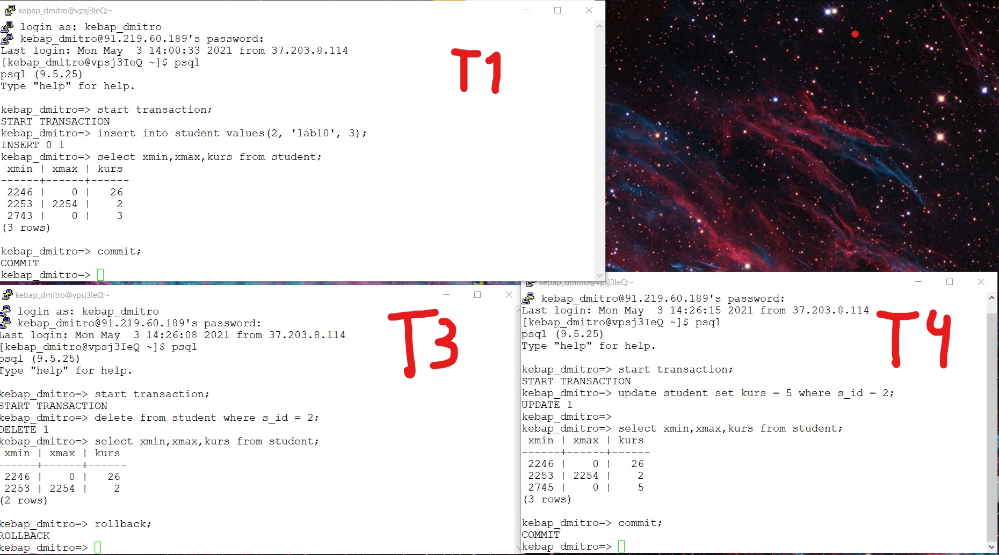 kebap_dmitro@vpsj3IeQ:~
login as: kebap_dmitro
kebap_dmitro@91.219.60.189's password:
Last login: Mon May  3 14:00:33 2021 from 37.203.8.114
[kebap_dmitro@vpsj3IeQ ~]$ psql
psql (9.5.25)
Type "help" for help.
T1
kebap_dmitro=> start transaction;
START TRANSACTION
kebap_dmitro=> insert into student values(2, 'lab10', 3);
INSERT 0 1
kebap_dmitro=> select xmin,xmax,kurs from student;
 xmin | xmax | kurs
------+------+------
 2246 |    0 |   26
 2253 | 2254 |    2
 2743 |    0 |    3
(3 rows)
kebap_dmitro=> commit;
COMMIT
kebap_dmitro=>
kebap_dmitro@vpsj3IeQ:~
login as: kebap_dmitro
kebap_dmitro@91.219.60.189's password:
Last login: Mon May  3 14:26:08 2021 from 37.203.8.114
[kebap_dmitro@vpsj3IeQ ~]$ psql
psql (9.5.25)
Type "help" for help.
T3
kebap_dmitro=> start transaction;
START TRANSACTION
kebap_dmitro=> delete from student where s_id = 2;
DELETE 1
kebap_dmitro=> select xmin,xmax,kurs from student;
 xmin | xmax | kurs
------+------+------
 2246 |    0 |   26
 2253 | 2254 |    2
(2 rows)
kebap_dmitro=> rollback;
ROLLBACK
kebap_dmitro=>
kebap_dmitro@vpsj3IeQ:~
kebap_dmitro@91.219.60.189's password:
Last login: Mon May  3 14:26:15 2021 from 37.203.8.114
[kebap_dmitro@vpsj3IeQ ~]$ psql
psql (9.5.25)
Type "help" for help.
T4
kebap_dmitro=> start transaction;
START TRANSACTION
kebap_dmitro=> update student set kurs = 5 where s_id = 2;
UPDATE 1
kebap_dmitro=>
kebap_dmitro=> select xmin,xmax,kurs from student;
 xmin | xmax | kurs
------+------+------
 2246 |    0 |   26
 2253 | 2254 |    2
 2745 |    0 |    5
(3 rows)
kebap_dmitro=> commit;
COMMIT
kebap_dmitro=>